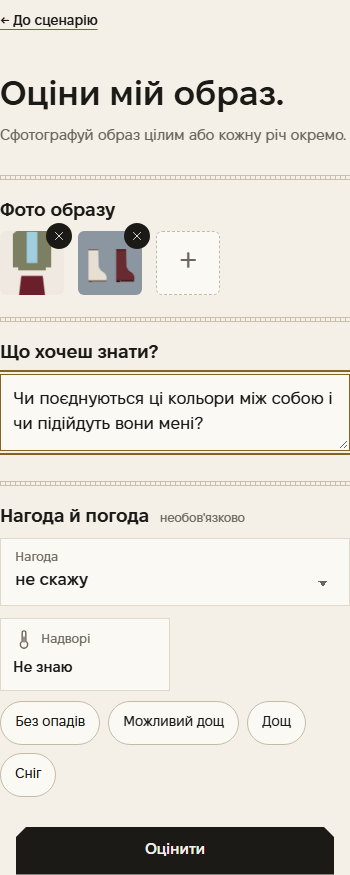 ← До сценарію
Оціни мій образ.
Сфотографуй образ цілим або кожну річ окремо.
Фото образу
Що хочеш знати?
Чи поєднуються ці кольори між собою і
чи підійдуть вони мені?
Нагода й погода необов'язково
Нагода
не скажу
Надворі
Не знаю
Без опадів Можливий дощ Дощ
Сніг
Оцінити